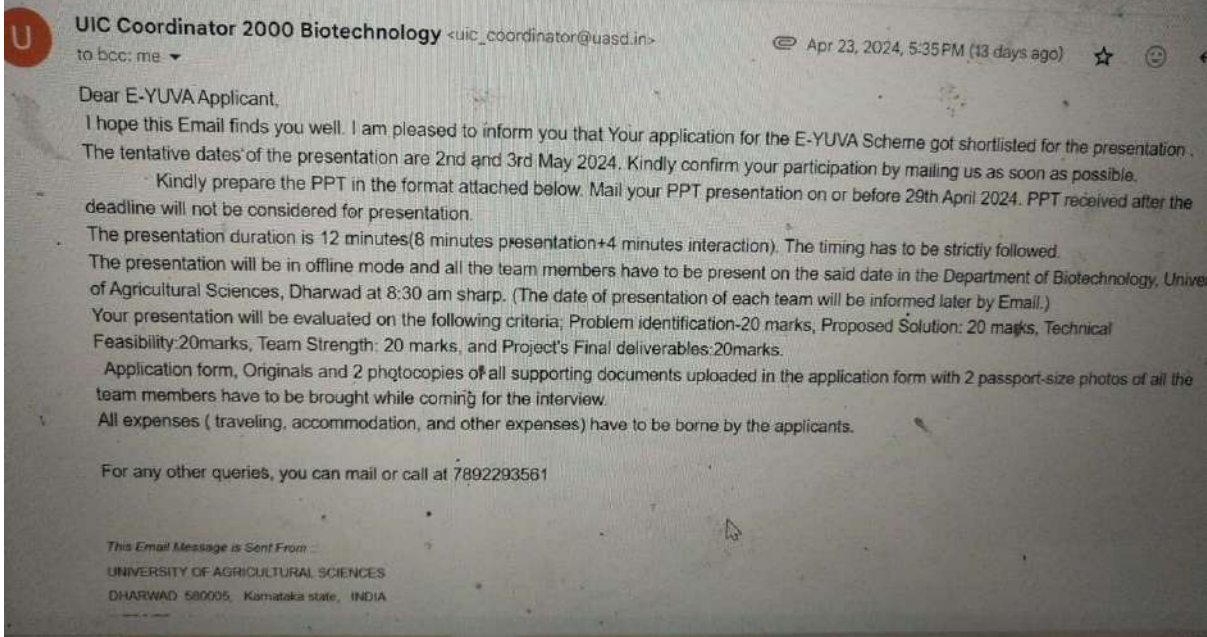 U
UIC Coordinator 2000 Biotechnology <uic_coordinator@uasd.in>
Apr 23, 2024, 5:35 PM (13 days ago)
to bcc: me
Dear E-YUVA Applicant,
I hope this Email finds you well. I am pleased to inform you that Your application for the E-YUVA Scheme got shortlisted for the presentation .
The tentative dates of the presentation are 2nd and 3rd May 2024. Kindly confirm your participation by mailing us as soon as possible.
Kindly prepare the PPT in the format attached below. Mail your PPT presentation on or before 29th April 2024. PPT received after the
deadline will not be considered for presentation.
The presentation duration is 12 minutes(8 minutes presentation+4 minutes interaction). The timing has to be strictly followed.
The presentation will be in offline mode and all the team members have to be present on the said date in the Department of Biotechnology, Univer
of Agricultural Sciences, Dharwad at 8:30 am sharp. (The date of presentation of each team will be informed later by Email.)
Your presentation will be evaluated on the following criteria; Problem identification-20 marks, Proposed Solution: 20 marks, Technical
Feasibility:20marks, Team Strength: 20 marks, and Project's Final deliverables:20marks.
Application form, Originals and 2 photocopies of all supporting documents uploaded in the application form with 2 passport-size photos of all the
team members have to be brought while coming for the interview.
All expenses ( traveling, accommodation, and other expenses) have to be borne by the applicants.
For any other queries, you can mail or call at 7892293561
This Email Message is Sent From :
UNIVERSITY OF AGRICULTURAL SCIENCES
DHARWAD 580005, Karnataka state, INDIA